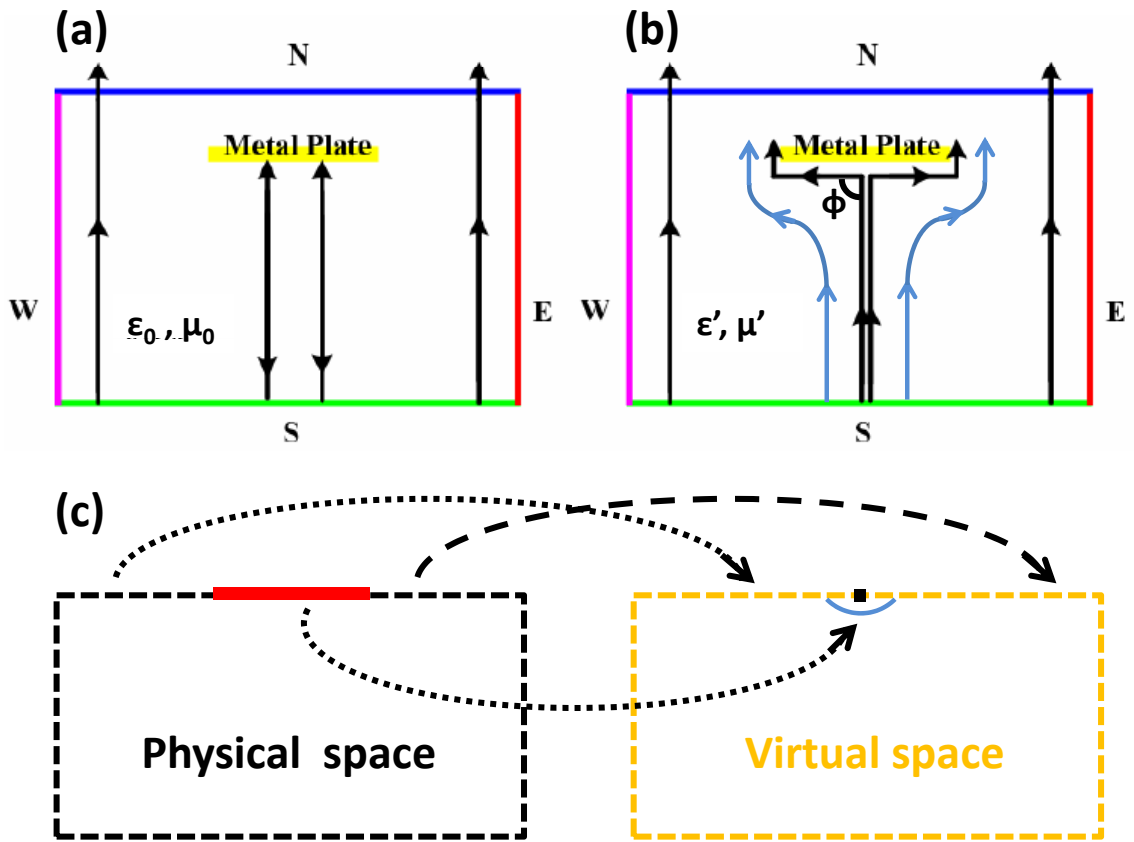 (a)
N
Metal Plate
W
E
ε0 , μ0
S
(b)
N
Metal Plate
ϕ
W
E
ε’, μ’
S
(c)
Physical space
Virtual space